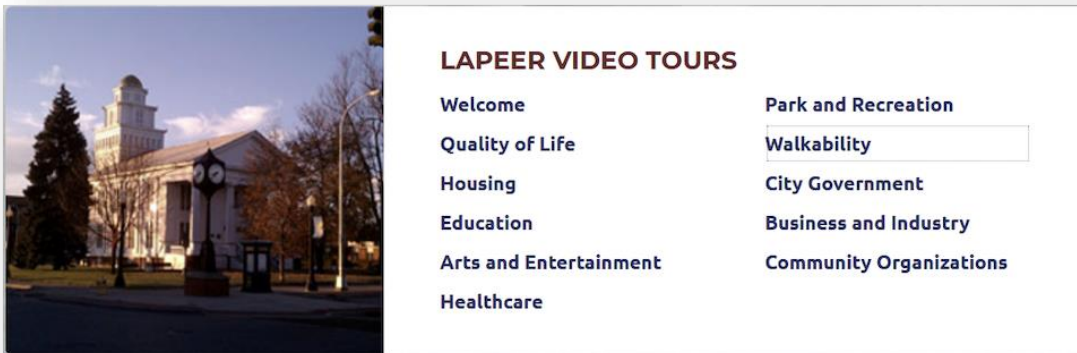 LAPEER VIDEO TOURS
Welcome
Quality of Life
Housing
Education
Arts and Entertainment
Healthcare
Park and Recreation
Walkability
City Government
Business and Industry
Community Organizations